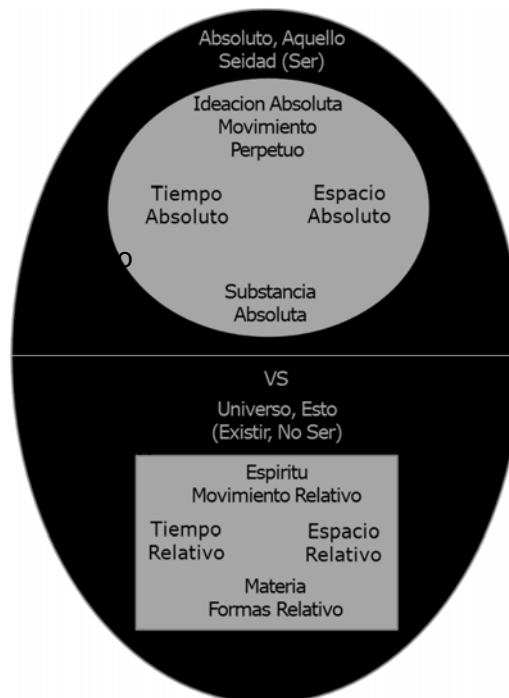 Absoluto, Aquello
Seidad (Ser)
Ideacion Absoluta
Movimiento
Perpetuo
Tiempo Espacio
Absoluto Absoluto
o
Substancia
Absoluta
VS
Universo, Esto
(Existir, No Ser)
Espiritu
Movimiento Relativo
Tiempo Espacio
Relativo Relativo
Materia
Formas Relativo